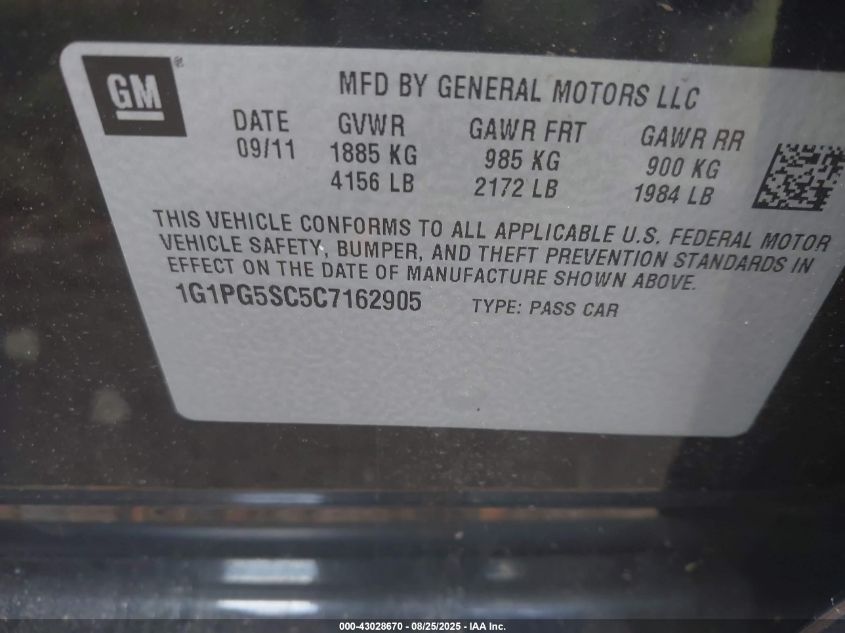 GM®
MFD BY GENERAL MOTORS LLC
DATE GVWR GAWR FRT GAWR RR
09/11 1885 KG 985 KG 900 KG
4156 LB 2172 LB 1984 LB
THIS VEHICLE CONFORMS TO ALL APPLICABLE U.S. FEDERAL MOTOR
VEHICLE SAFETY, BUMPER, AND THEFT PREVENTION STANDARDS IN
EFFECT ON THE DATE OF MANUFACTURE SHOWN ABOVE.
1G1PG5SC5C7162905 TYPE: PASS CAR
000-43028670 - 08/25/2025 - IAA Inc.